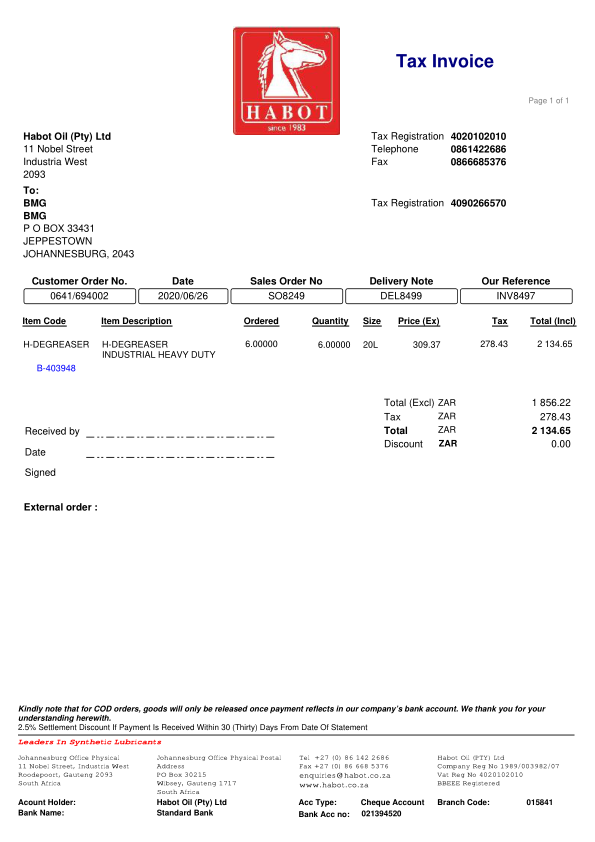 HABOT
since 1983
Tax Invoice
Page 1 of 1
Habot Oil (Pty) Ltd
11 Nobel Street
Industria West
2093
Tax Registration 4020102010
Telephone 0861422686
Fax 0866685376
To:
BMG
BMG
P O BOX 33431
JEPPESTOWN
JOHANNESBURG, 2043
Tax Registration 4090266570
Customer Order No. Date Sales Order No Delivery Note Our Reference
0641/694002 2020/06/26 SO8249 DEL8499 INV8497
Item Code Item Description Ordered Quantity Size Price (Ex) Tax Total (Incl)
H-DEGREASER H-DEGREASER 6.00000 6.00000 20L 309.37 278.43 2 134.65
INDUSTRIAL HEAVY DUTY
B-403948
Total (Excl) ZAR 1 856.22
Tax ZAR 278.43
Total ZAR 2 134.65
Discount ZAR 0.00
Received by
Date
Signed
External order :
Kindly note that for COD orders, goods will only be released once payment reflects in our company's bank account. We thank you for your
understanding herewith.
2.5% Settlement Discount If Payment Is Received Within 30 (Thirty) Days From Date Of Statement
Leaders In Synthetic Lubricants
Johannesburg Office Physical
11 Nobel Street, Industria West
Roodepoort, Gauteng 2093
South Africa
Johannesburg Office Physical Postal
Address
PO Box 30215
Wibsey, Gauteng 1717
South Africa
Tel +27 (0) 86 142 2686
Fax +27 (0) 86 668 5376
enquiries@habot.co.za
www.habot.co.za
Habot Oil (PTY) Ltd
Company Reg No 1989/003982/07
Vat Reg No 4020102010
BBEEE Registered
Acount Holder: Habot Oil (Pty) Ltd Acc Type: Cheque Account Branch Code: 015841
Bank Name: Standard Bank Bank Acc no: 021394520